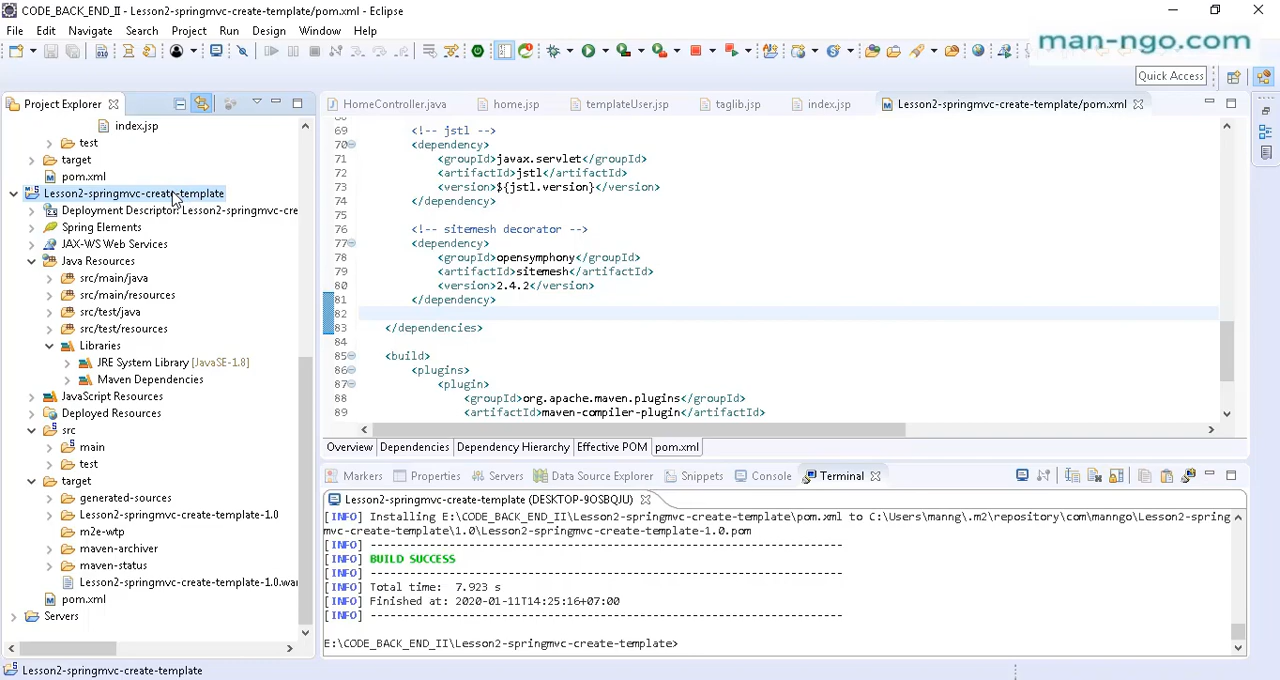 CODE_BACK_END_II - Lesson2-springmvc-create-template/pom.xml - Eclipse
File Edit Navigate Search Project Run Design Window Help
man-ngo.com
Quick Access
Project Explorer
index.jsp
test
target
pom.xml
Lesson2-springmvc-create-template
Deployment Descriptor: Lesson2-springmvc-cre
Spring Elements
JAX-WS Web Services
Java Resources
src/main/java
src/main/resources
src/test/java
src/test/resources
Libraries
JRE System Library [JavaSE-1.8]
Maven Dependencies
JavaScript Resources
Deployed Resources
src
main
test
target
generated-sources
Lesson2-springmvc-create-template-1.0
m2e-wtp
maven-archiver
maven-status
Lesson2-springmvc-create-template-1.0.war
pom.xml
Servers
HomeController.java home.jsp templateUser.jsp taglib.jsp index.jsp Lesson2-springmvc-create-template/pom.xml
69 <!-- jstl -->
70 <dependency>
71 <groupId>javax.servlet</groupId>
72 <artifactId>jstl</artifactId>
73 <version>${jstl.version}</version>
74 </dependency>
75
76 <!-- sitemesh decorator -->
77 <dependency>
78 <groupId>opensymphony</groupId>
79 <artifactId>sitemesh</artifactId>
80 <version>2.4.2</version>
81 </dependency>
82
83 </dependencies>
84
85 <build>
86 <plugins>
87 <plugin>
88 <groupId>org.apache.maven.plugins</groupId>
89 <artifactId>maven-compiler-plugin</artifactId>
Overview Dependencies Dependency Hierarchy Effective POM pom.xml
Markers Properties Servers Data Source Explorer Snippets Console Terminal
Lesson2-springmvc-create-template (DESKTOP-9OSBQJU)
[INFO] Installing E:\CODE_BACK_END_II\Lesson2-springmvc-create-template\pom.xml to C:\Users\manng\.m2\repository\com\manngo\Lesson2-spring
mvc-create-template\1.0\Lesson2-springmvc-create-template-1.0.pom
[INFO] ------------------------------------------------------------------------
[INFO] BUILD SUCCESS
[INFO] ------------------------------------------------------------------------
[INFO] Total time:  7.923 s
[INFO] Finished at: 2020-01-11T14:25:16+07:00
[INFO] ------------------------------------------------------------------------
E:\CODE_BACK_END_II\Lesson2-springmvc-create-template>
Lesson2-springmvc-create-template